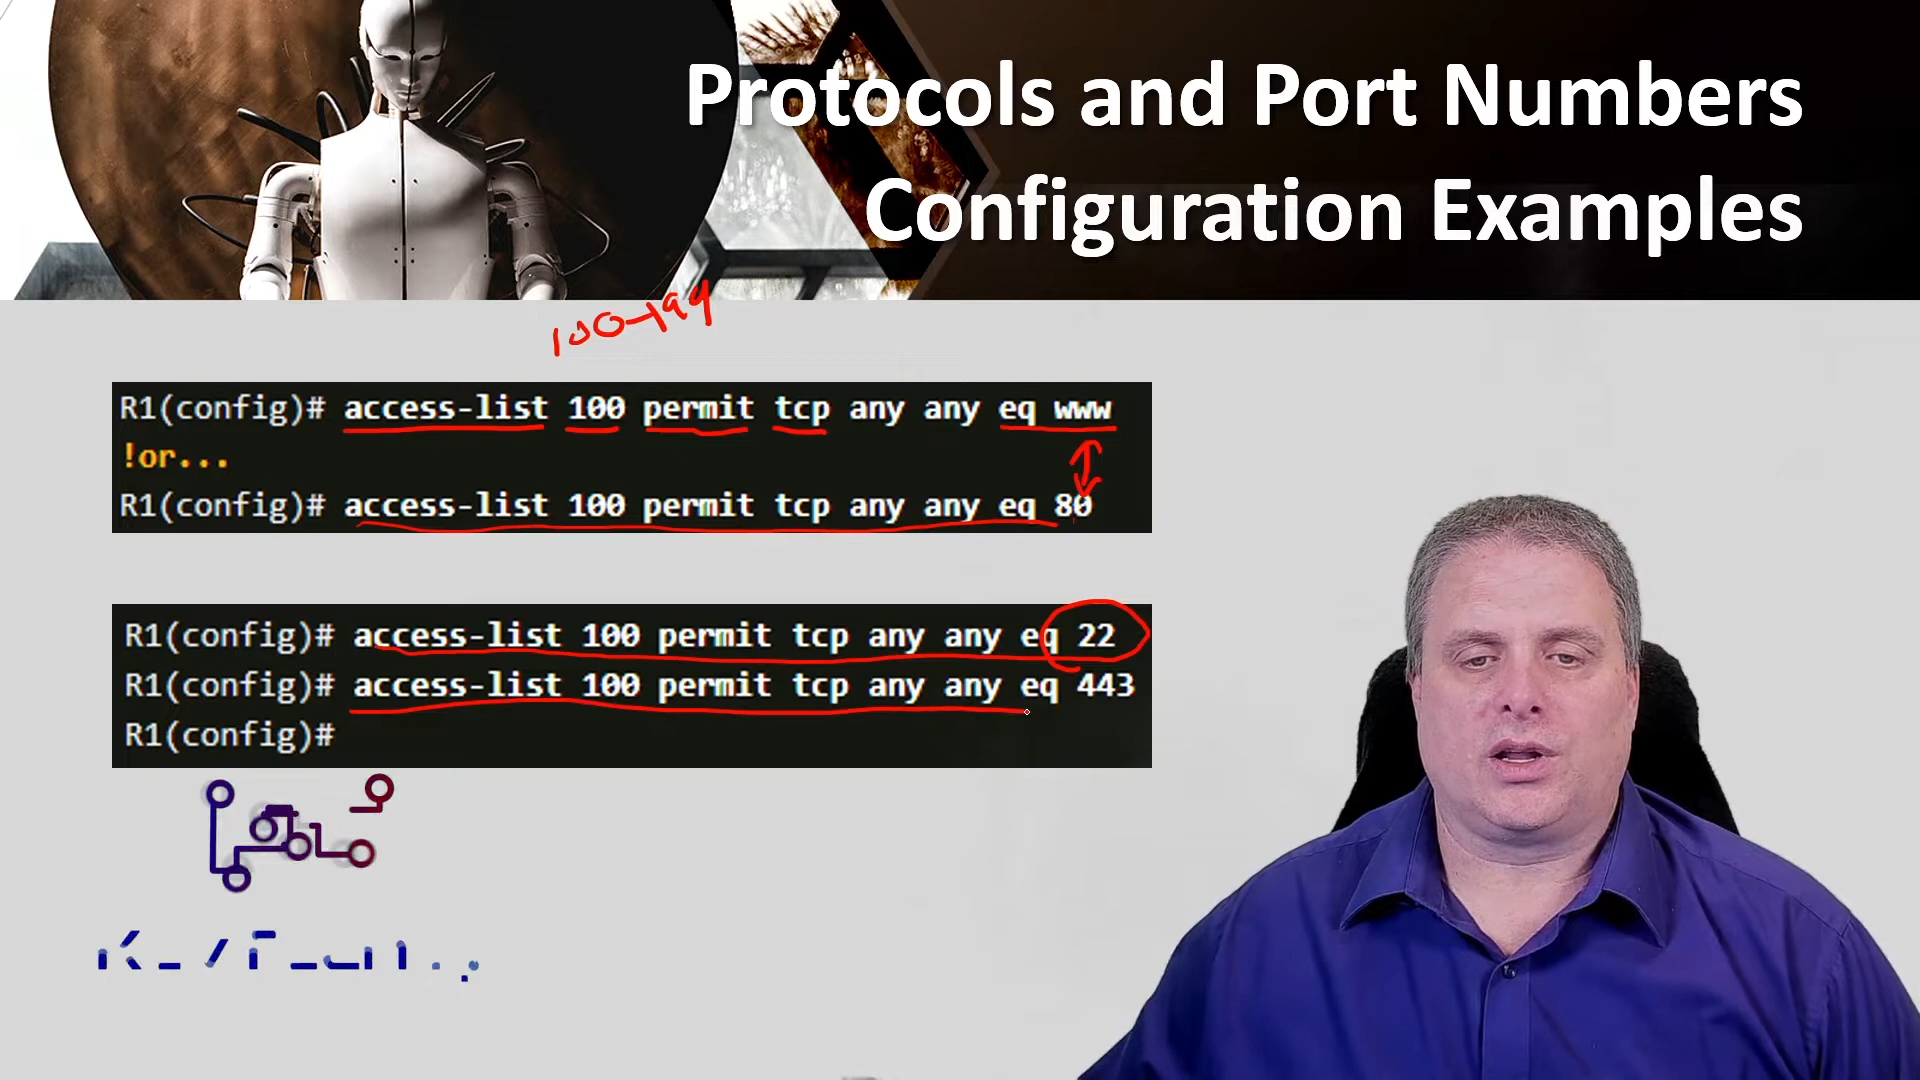 Protocols and Port Numbers
Configuration Examples
100-199
R1(config)# access-list 100 permit tcp any any eq www
!or...
R1(config)# access-list 100 permit tcp any any eq 80
R1(config)# access-list 100 permit tcp any any eq 22
R1(config)# access-list 100 permit tcp any any eq 443
R1(config)#